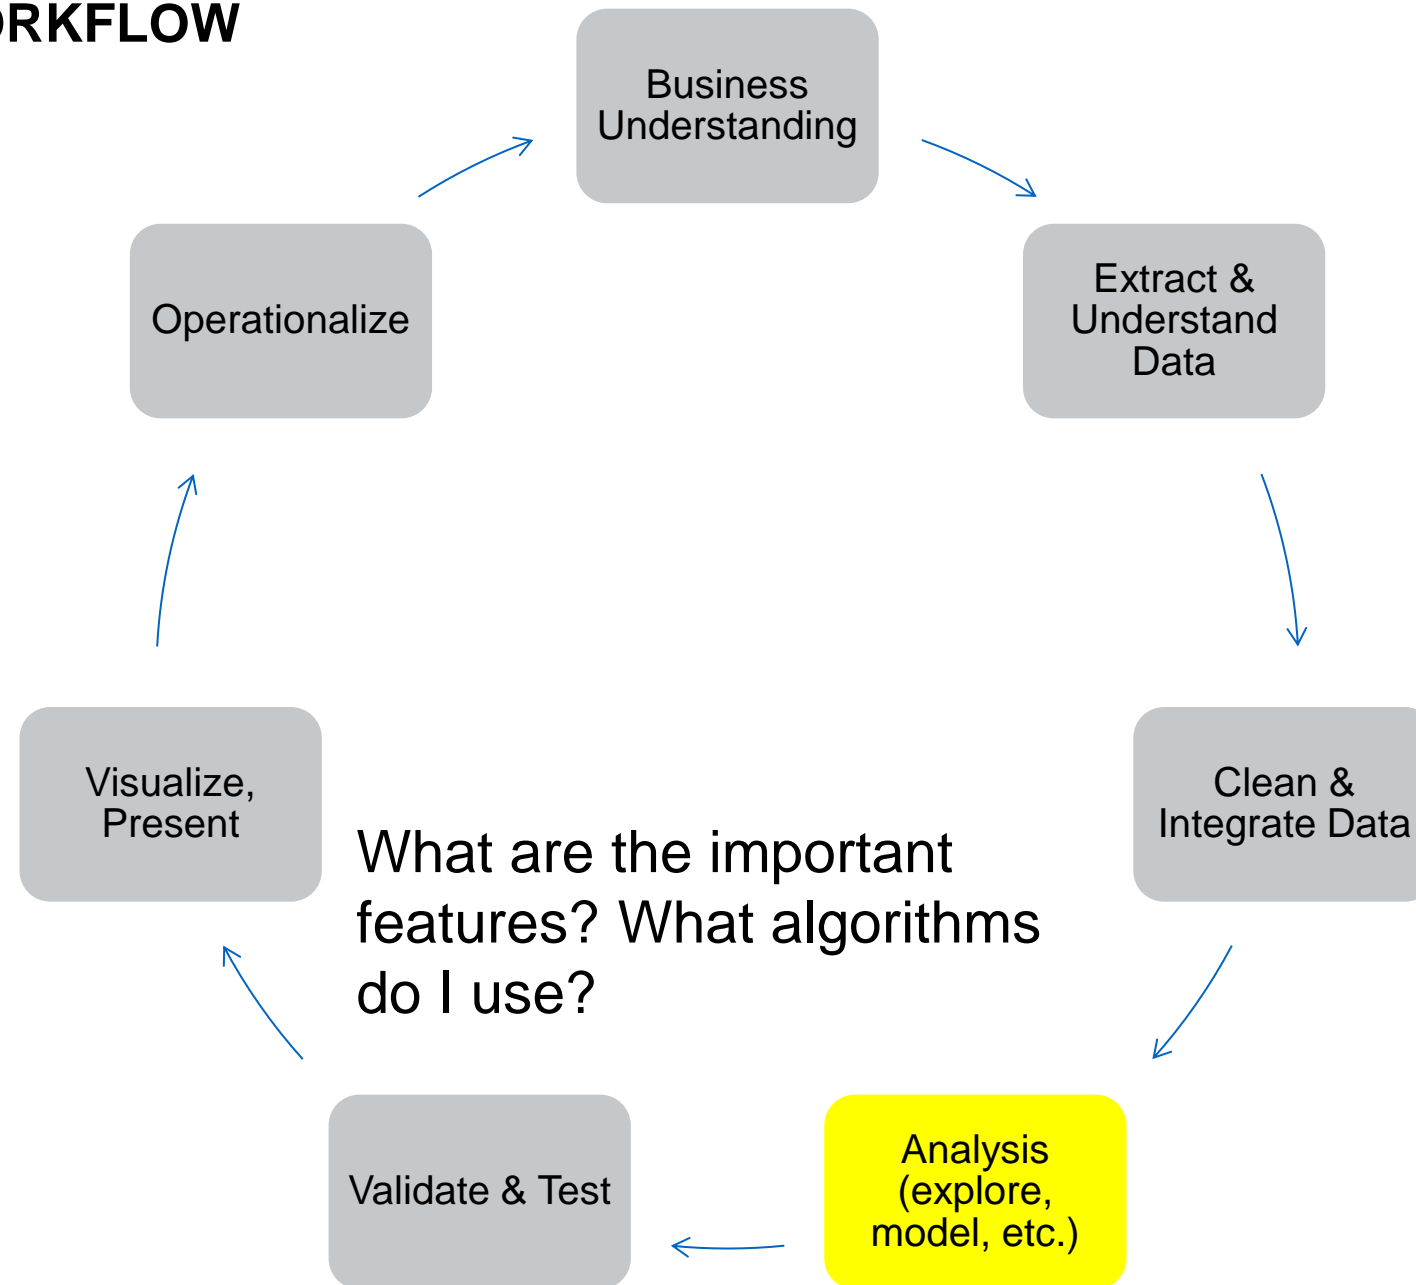 ORKFLOW
Business
Understanding
Extract &
Understand
Data
Clean &
Integrate Data
Analysis
(explore,
model, etc.)
Validate & Test
Visualize,
Present
Operationalize
What are the important
features? What algorithms
do I use?